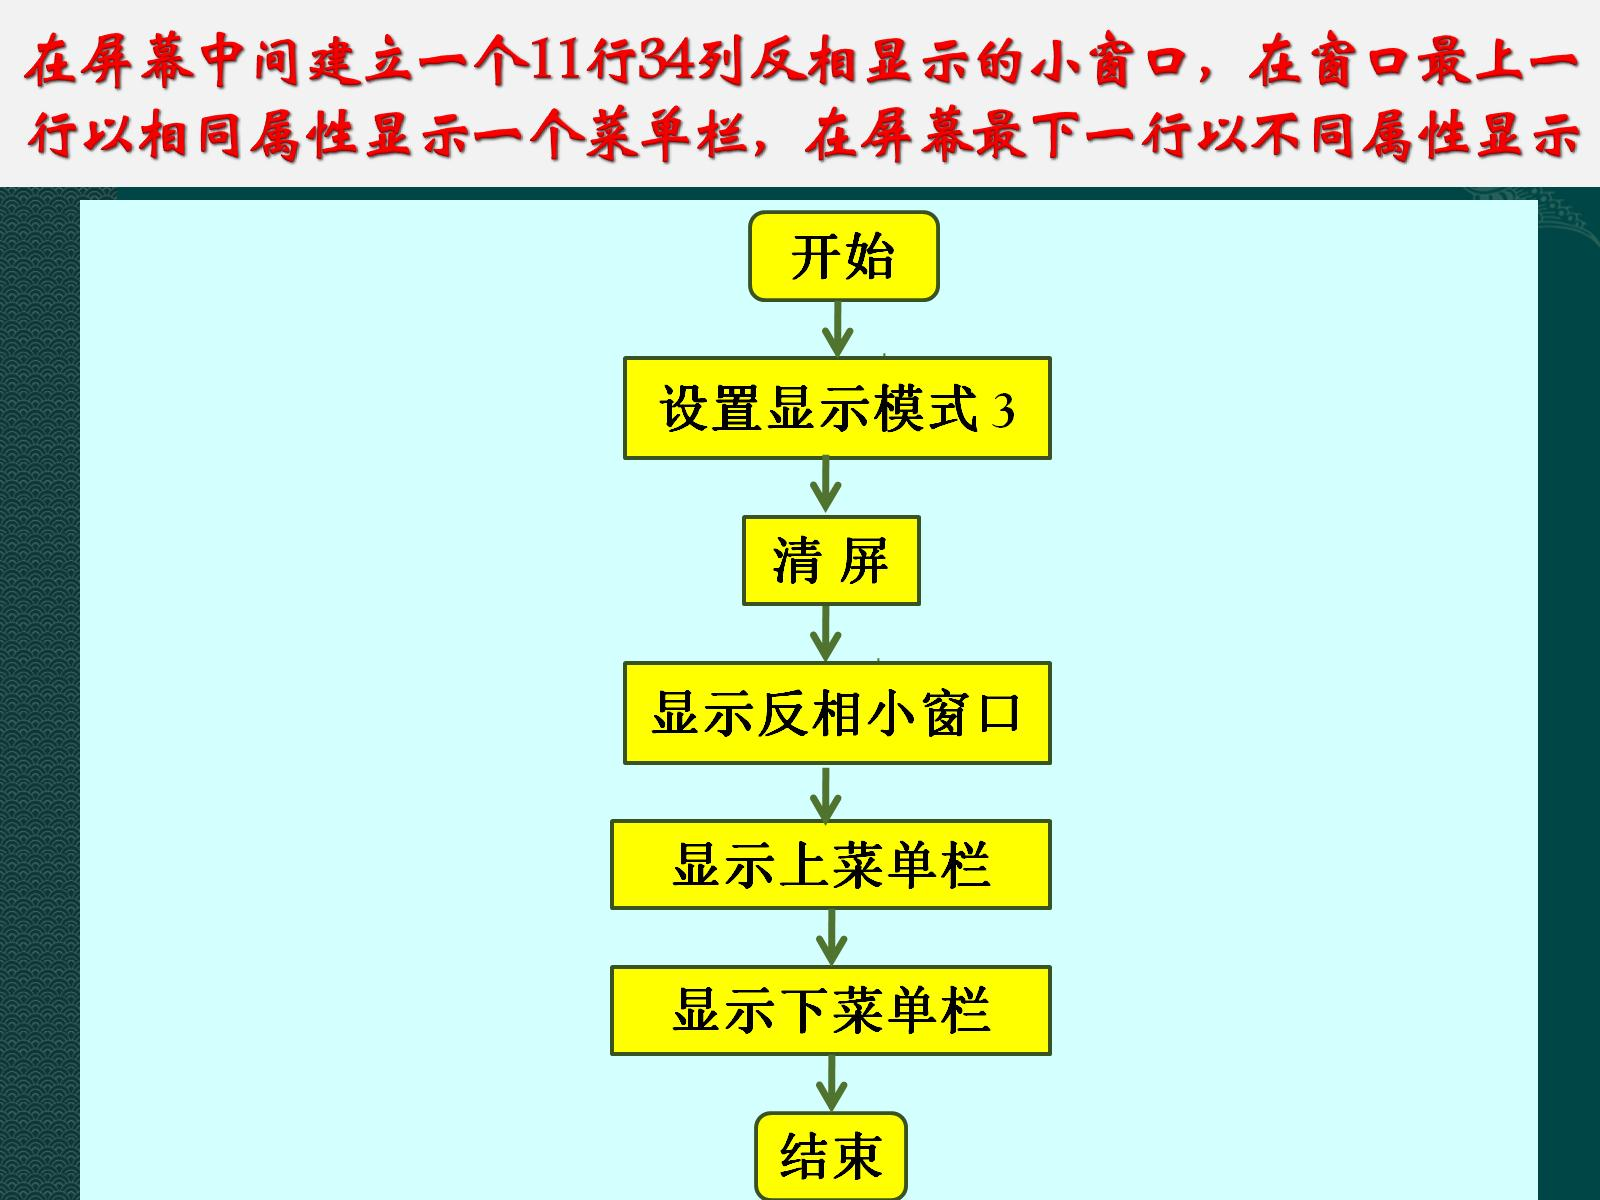 在屏幕中间建立一个11行34列反相显示的小窗口，在窗口最上一
行以相同属性显示一个菜单栏，在屏幕最下一行以不同属性显示
开始
设置显示模式 3
清 屏
显示反相小窗口
显示上菜单栏
显示下菜单栏
结束